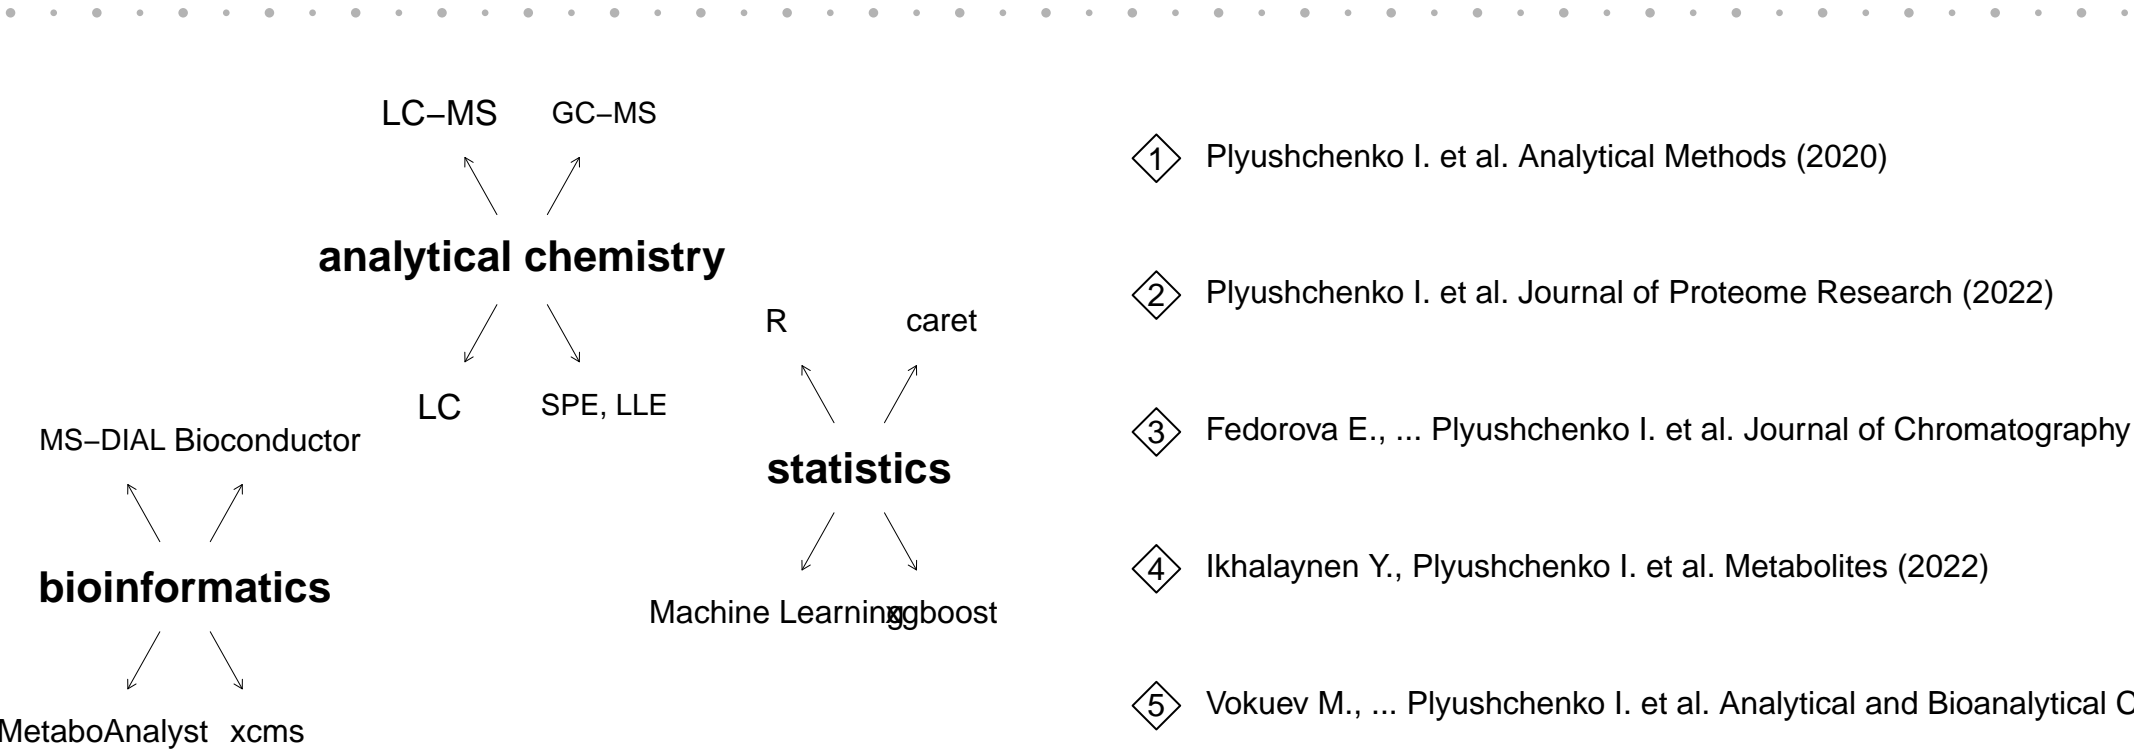 LC−MS GC−MS
analytical chemistry
LC SPE, LLE
R caret
statistics
Machine Learning xgboost
MS−DIAL Bioconductor
bioinformatics
MetaboAnalyst xcms
1 Plyushchenko I. et al. Analytical Methods (2020)
2 Plyushchenko I. et al. Journal of Proteome Research (2022)
3 Fedorova E., ... Plyushchenko I. et al. Journal of Chromatography
4 Ikhalaynen Y., Plyushchenko I. et al. Metabolites (2022)
5 Vokuev M., ... Plyushchenko I. et al. Analytical and Bioanalytical